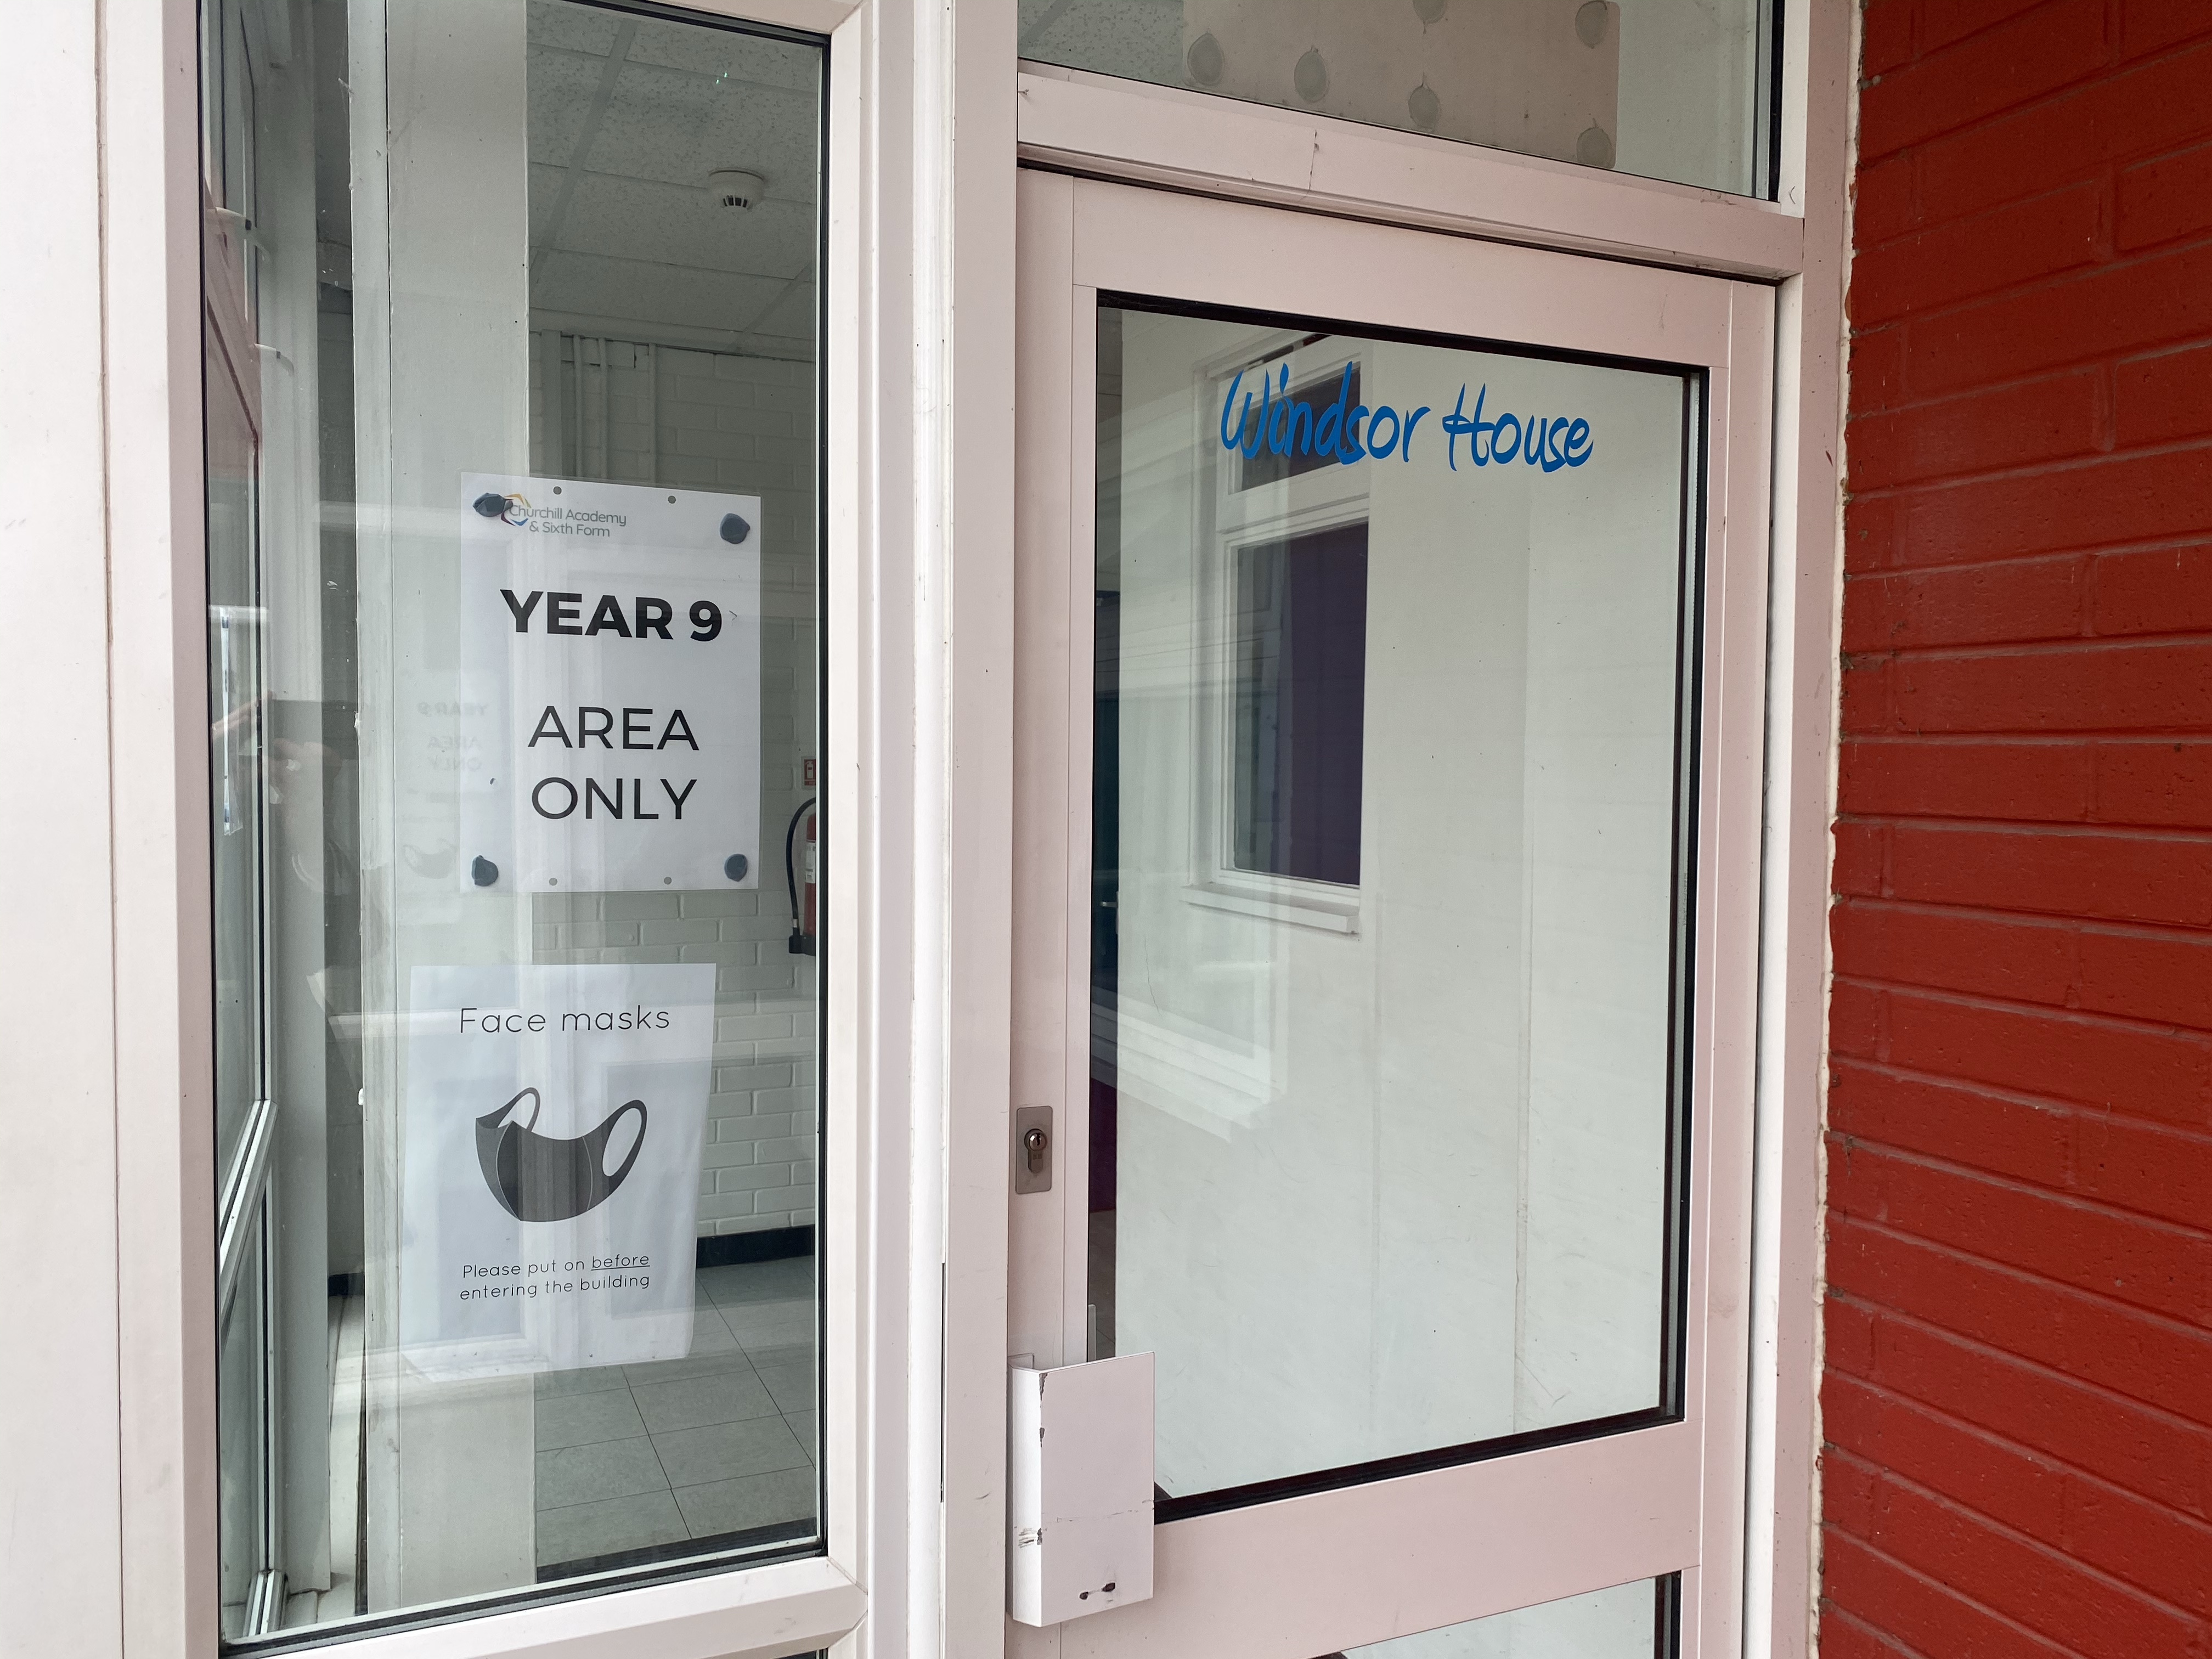 Churchill Academy
& Sixth Form
YEAR 9
AREA
ONLY
Face masks
Please put on before
entering the building
Windsor House